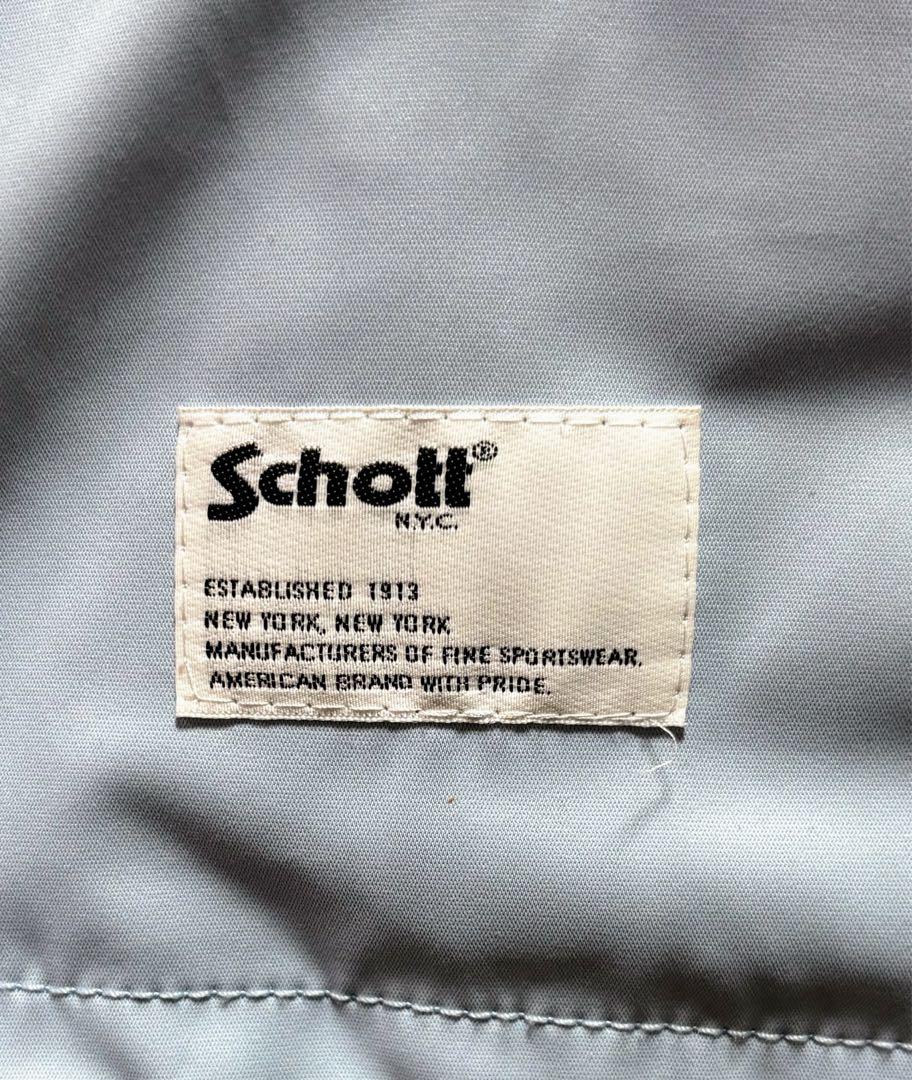 Schott®
N.Y.C.
ESTABLISHED 1913
NEW YORK, NEW YORK
MANUFACTURERS OF FINE SPORTSWEAR.
AMERICAN BRAND WITH PRIDE.